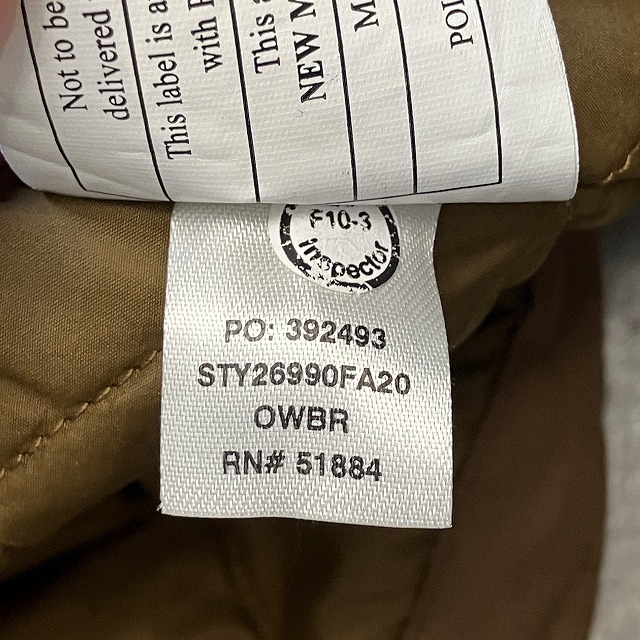 Not to be
delivered
This label is a
with
This a
NEW M
M
POL
F10-3
Inspector
PO: 392493
STY26990FA20
OWBR
RN# 51884